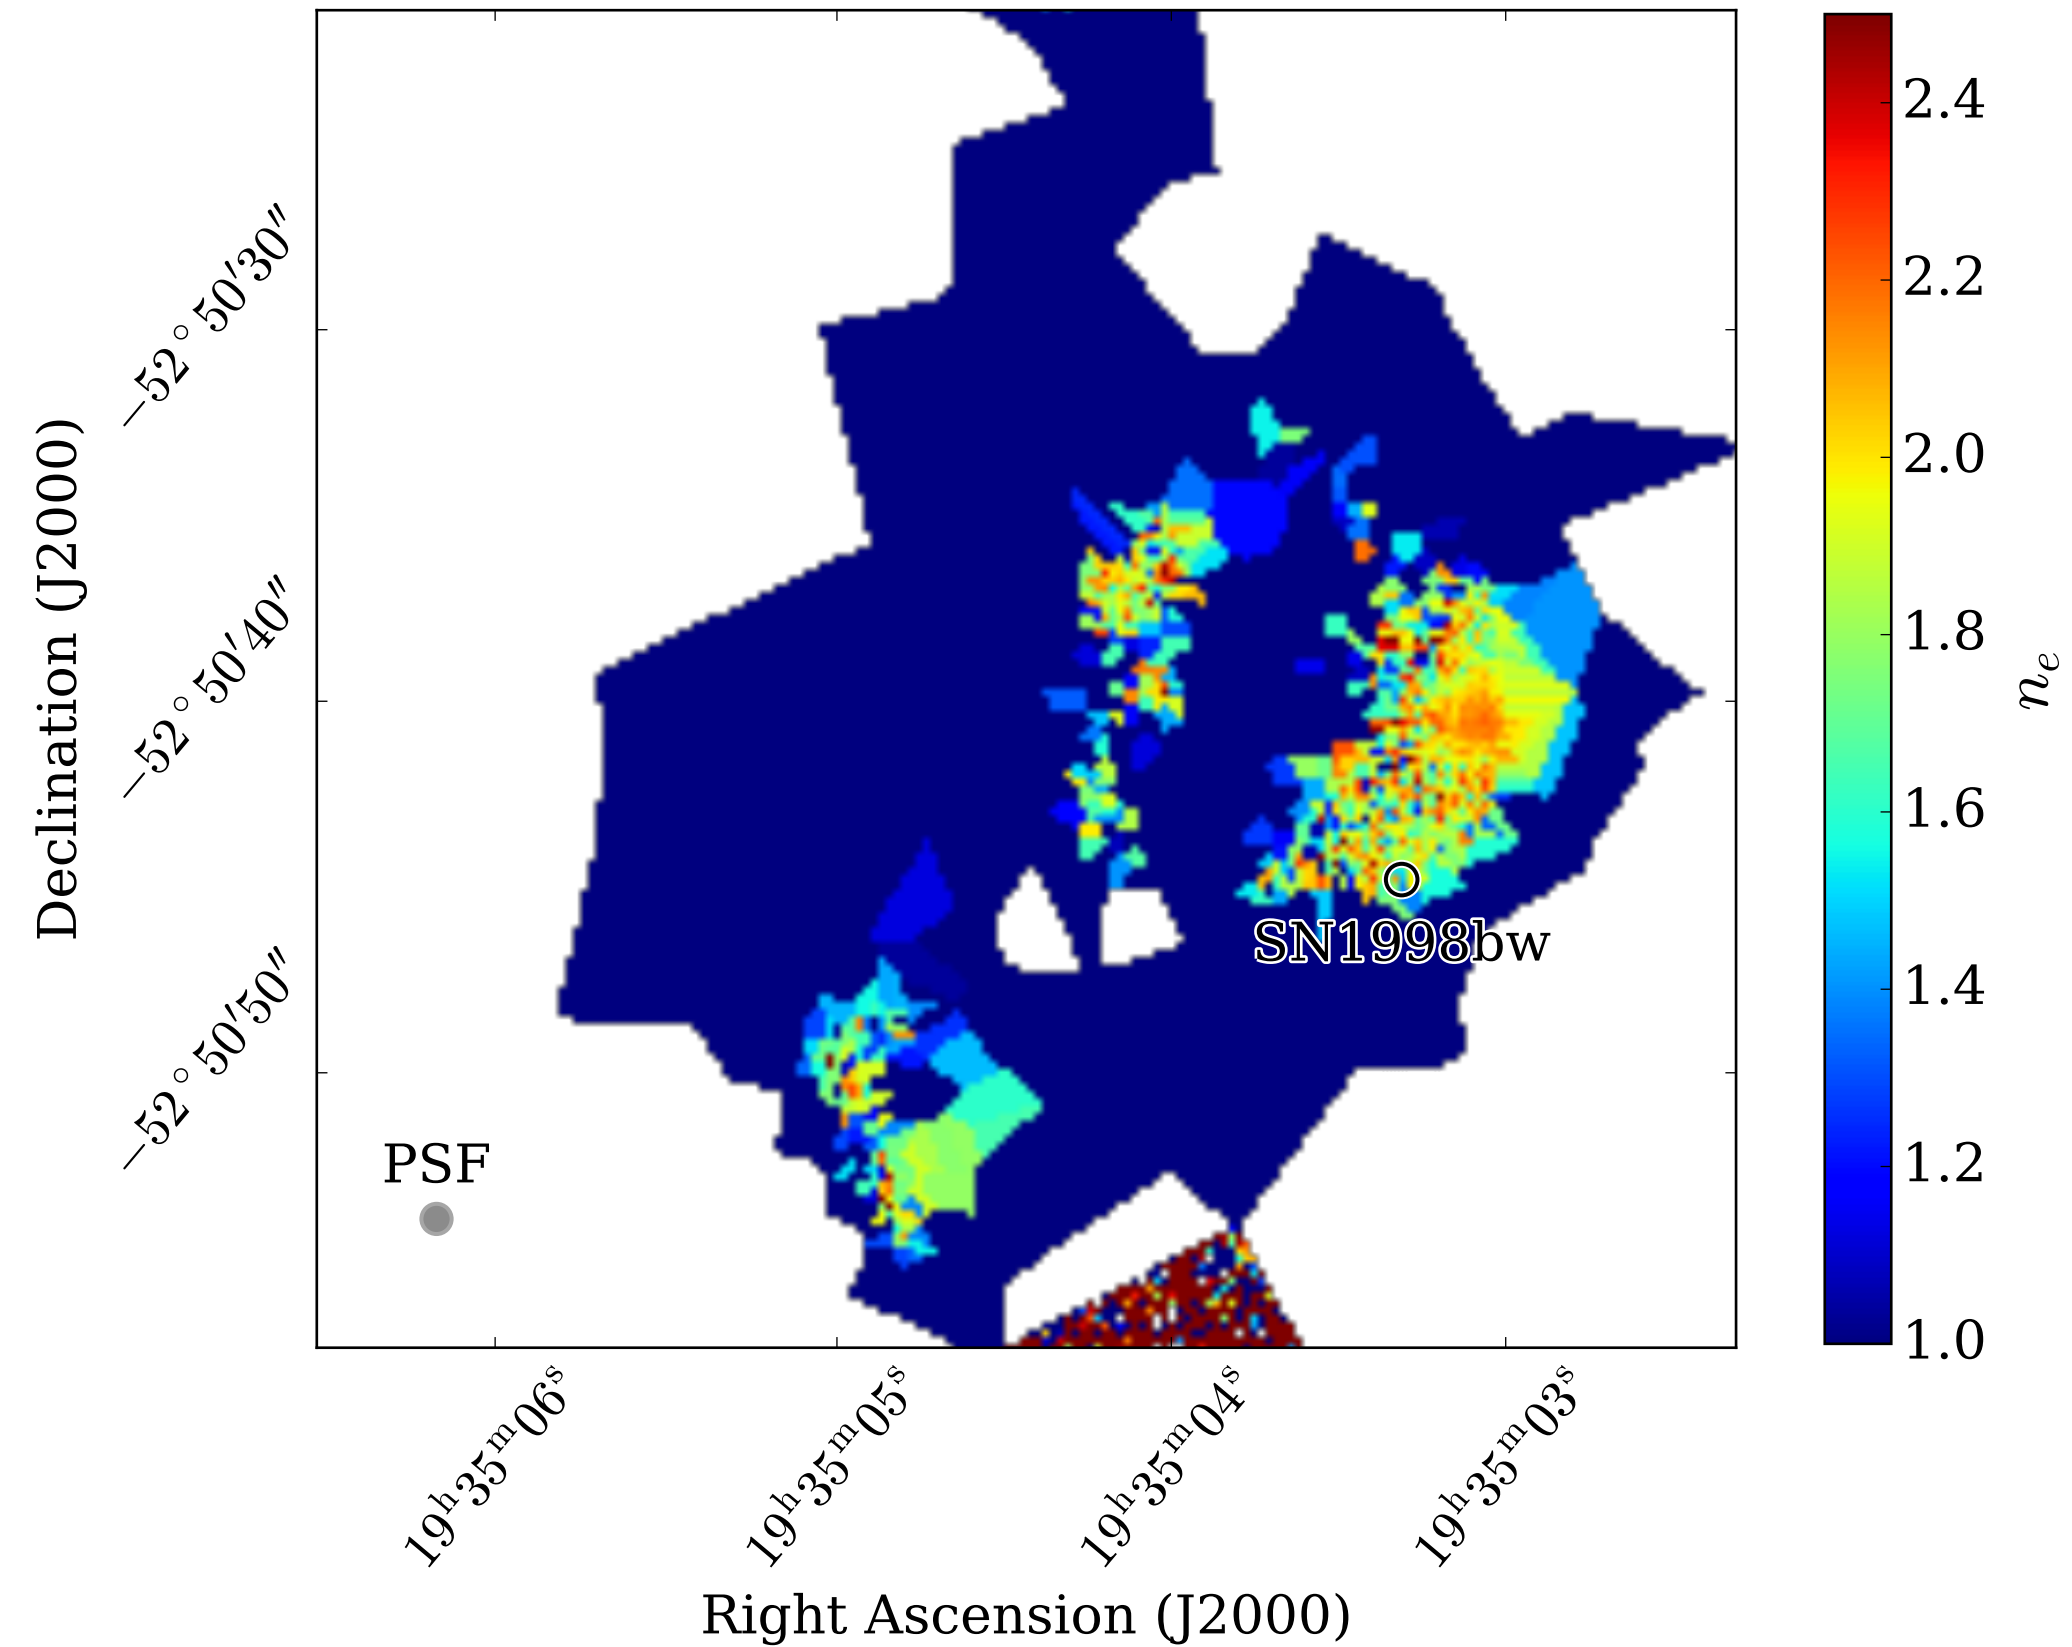 Declination (J2000)
−52° 50′30″
−52° 50′40″
−52° 50′50″
PSF
SN1998bw
19ʰ35ᵐ06ˢ
19ʰ35ᵐ05ˢ
19ʰ35ᵐ04ˢ
19ʰ35ᵐ03ˢ
Right Ascension (J2000)
2.4
2.2
2.0
1.8
1.6
1.4
1.2
1.0
nₑ